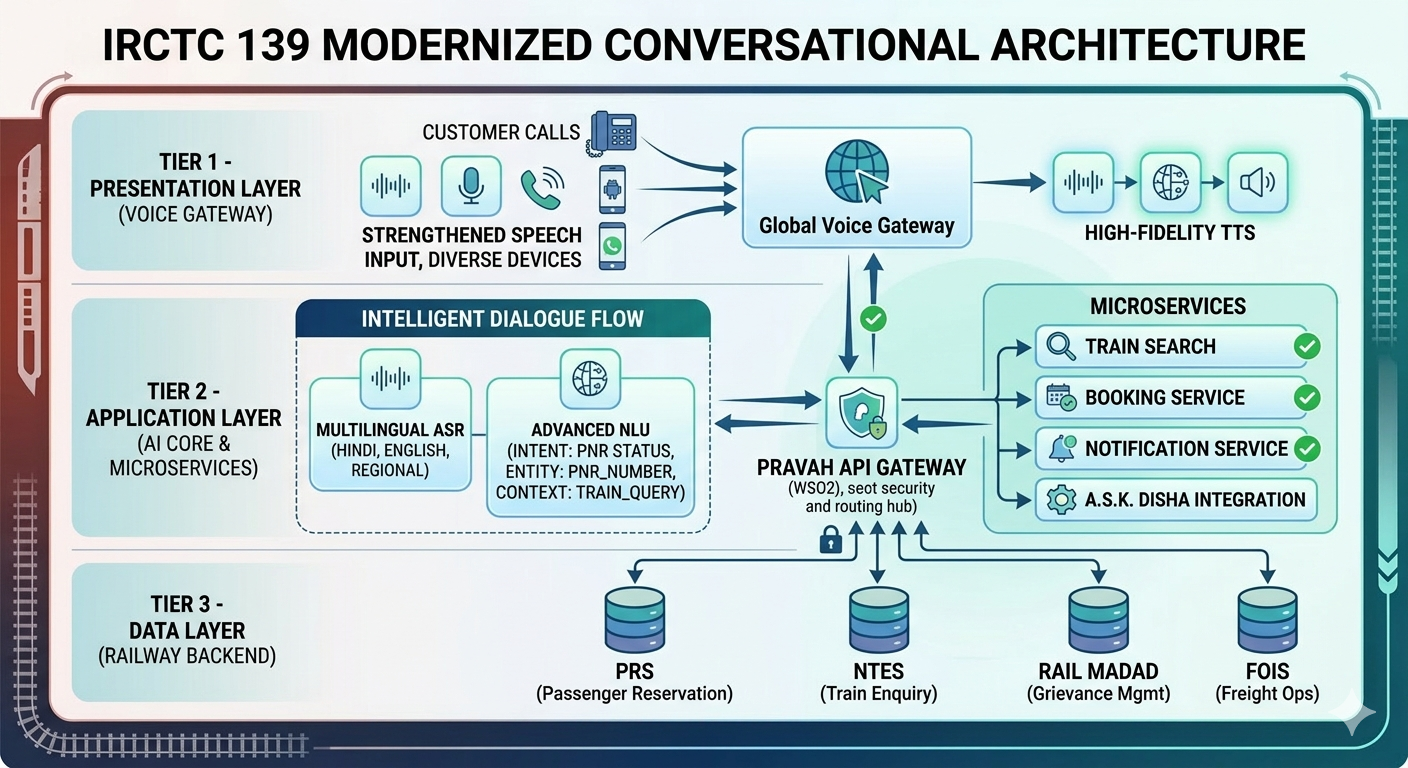 IRCTC 139 MODERNIZED CONVERSATIONAL ARCHITECTURE
TIER 1 -
PRESENTATION LAYER
(VOICE GATEWAY)
CUSTOMER CALLS
STRENGTHENED SPEECH
INPUT, DIVERSE DEVICES
Global Voice Gateway
HIGH-FIDELITY TTS
TIER 2 -
APPLICATION LAYER
(AI CORE &
MICROSERVICES)
INTELLIGENT DIALOGUE FLOW
MULTILINGUAL ASR
(HINDI, ENGLISH,
REGIONAL)
ADVANCED NLU
(INTENT: PNR STATUS,
ENTITY: PNR_NUMBER,
CONTEXT: TRAIN_QUERY)
PRAVAH API GATEWAY
(WSO2), seot security
and routing hub)
MICROSERVICES
TRAIN SEARCH
BOOKING SERVICE
NOTIFICATION SERVICE
A.S.K. DISHA INTEGRATION
TIER 3 -
DATA LAYER
(RAILWAY BACKEND)
PRS
(Passenger Reservation)
NTES
(Train Enquiry)
RAIL MADAD
(Grievance Mgmt)
FOIS
(Freight Ops)